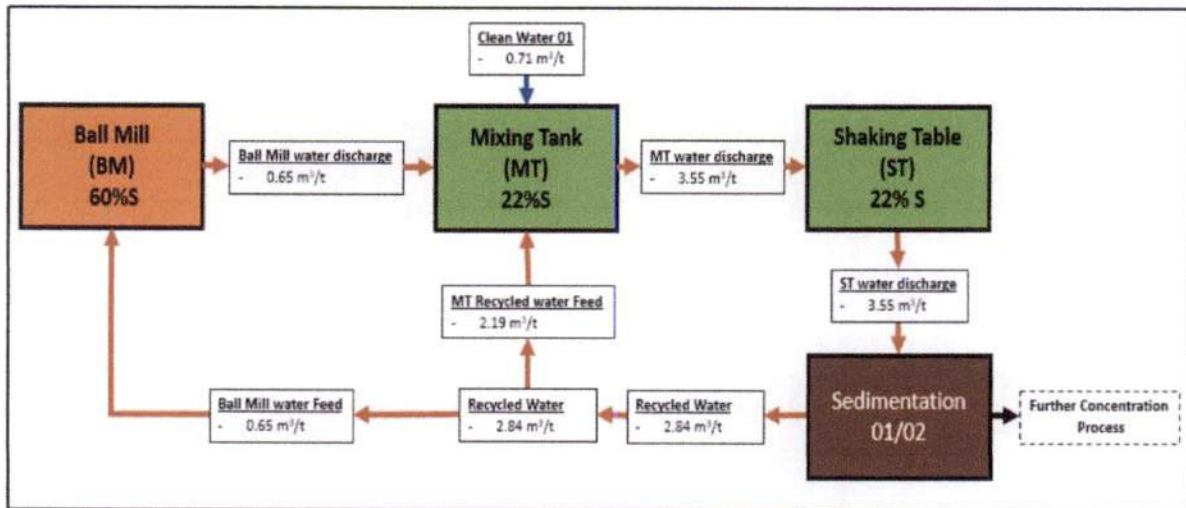 Clean Water 01
- 0.71 m³/t
Ball Mill
(BM)
60%S
Ball Mill water discharge
- 0.65 m³/t
Mixing Tank
(MT)
22%S
MT water discharge
- 3.55 m³/t
Shaking Table
(ST)
22% S
MT Recycled water Feed
- 2.19 m³/t
ST water discharge
- 3.55 m³/t
Ball Mill water Feed
- 0.65 m³/t
Recycled Water
- 2.84 m³/t
Recycled Water
- 2.84 m³/t
Sedimentation
01/02
Further Concentration
Process